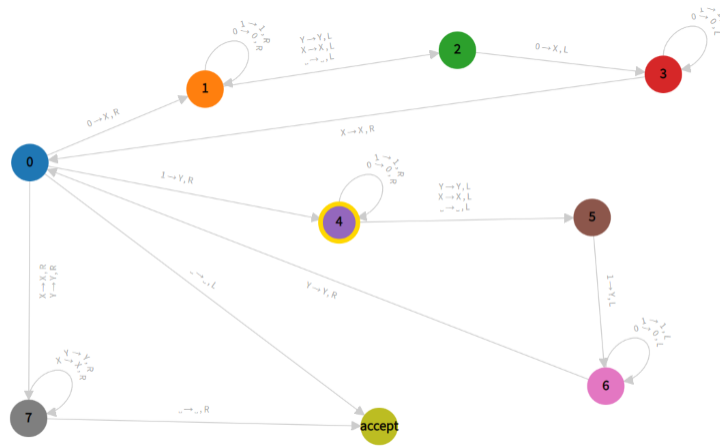 1→1,R
0→0,R
1
Y→Y,L
X→X,L
_→_,L
2
0→X,L
1→1,L
0→0,L
3
0→X,R
X→X,R
0
1→Y,R
1→1,R
0→0,R
4
Y→Y,L
X→X,L
_→_,L
5
Y→Y,R
X→X,R
_→_,L
Y→Y,R
1→Y,L
1→1,L
0→0,L
6
Y→Y,R
X→X,R
7
_→_,R
accept